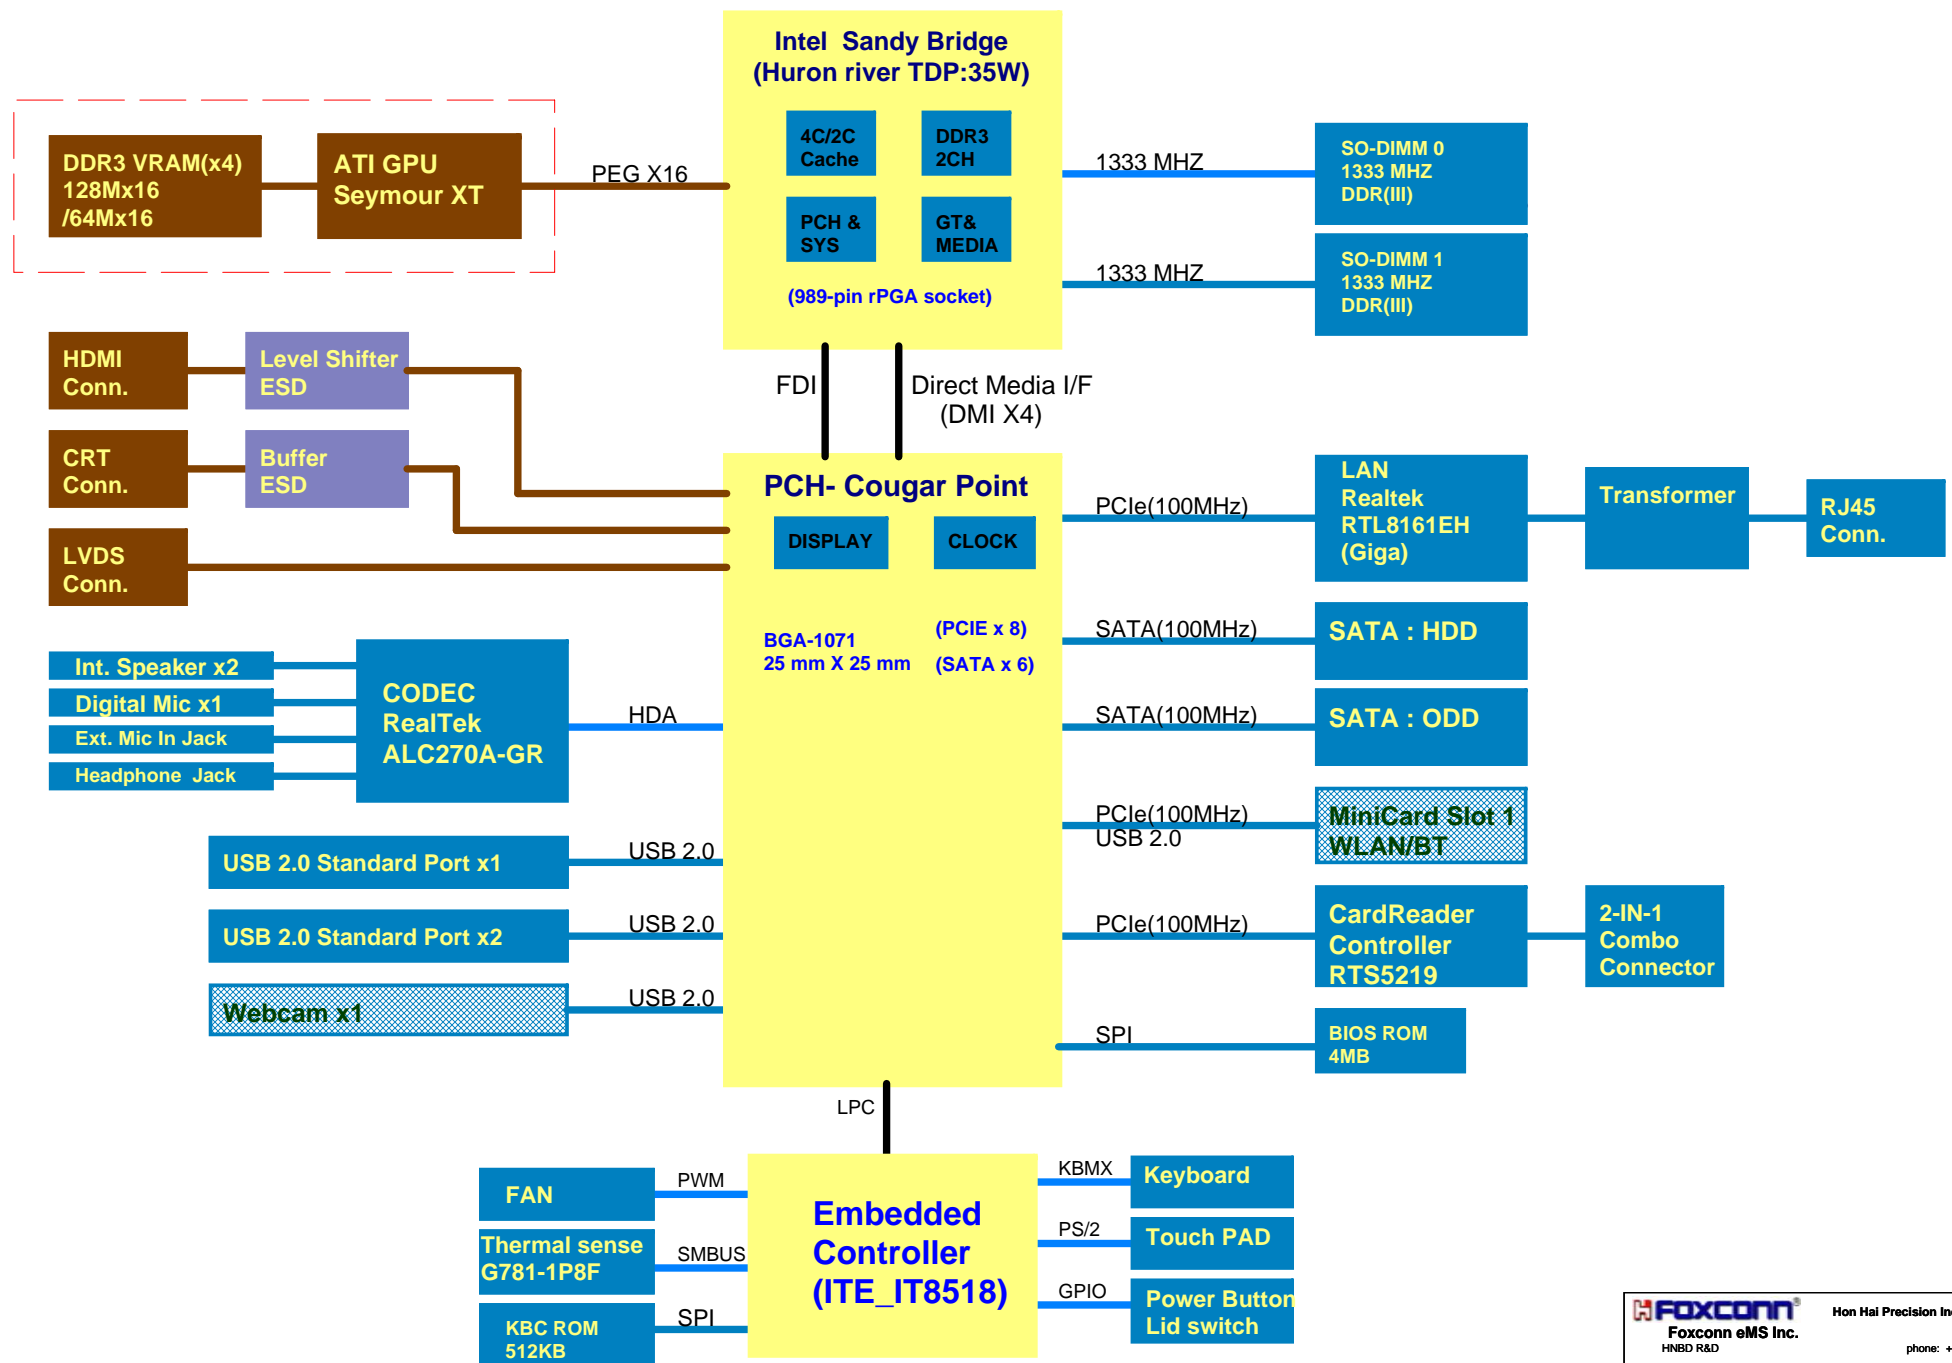 Intel Sandy Bridge
(Huron river TDP:35W)
4C/2C
Cache
DDR3
2CH
PCH &
SYS
GT&
MEDIA
(989-pin rPGA socket)
DDR3 VRAM(x4)
128Mx16
/64Mx16
ATI GPU
Seymour XT
PEG X16
1333 MHZ
SO-DIMM 0
1333 MHZ
DDR(III)
1333 MHZ
SO-DIMM 1
1333 MHZ
DDR(III)
HDMI
Conn.
Level Shifter
ESD
FDI
Direct Media I/F
(DMI X4)
CRT
Conn.
Buffer
ESD
LVDS
Conn.
PCH- Cougar Point
DISPLAY
CLOCK
BGA-1071
25 mm X 25 mm
(PCIE x 8)
(SATA x 6)
PCIe(100MHz)
LAN
Realtek
RTL8161EH
(Giga)
Transformer
RJ45
Conn.
SATA(100MHz)
SATA : HDD
SATA(100MHz)
SATA : ODD
Int. Speaker x2
Digital Mic x1
Ext. Mic In Jack
Headphone Jack
CODEC
RealTek
ALC270A-GR
HDA
PCIe(100MHz)
USB 2.0
MiniCard Slot 1
WLAN/BT
USB 2.0 Standard Port x1
USB 2.0
USB 2.0 Standard Port x2
USB 2.0
Webcam x1
USB 2.0
PCIe(100MHz)
CardReader
Controller
RTS5219
2-IN-1
Combo
Connector
SPI
BIOS ROM
4MB
LPC
FAN
PWM
Thermal sense
G781-1P8F
SMBUS
KBC ROM
512KB
SPI
Embedded
Controller
(ITE_IT8518)
KBMX
Keyboard
PS/2
Touch PAD
GPIO
Power Button
Lid switch
FOXCONN®
Hon Hai Precision In
Foxconn eMS Inc.
HNBD R&D
phone: +